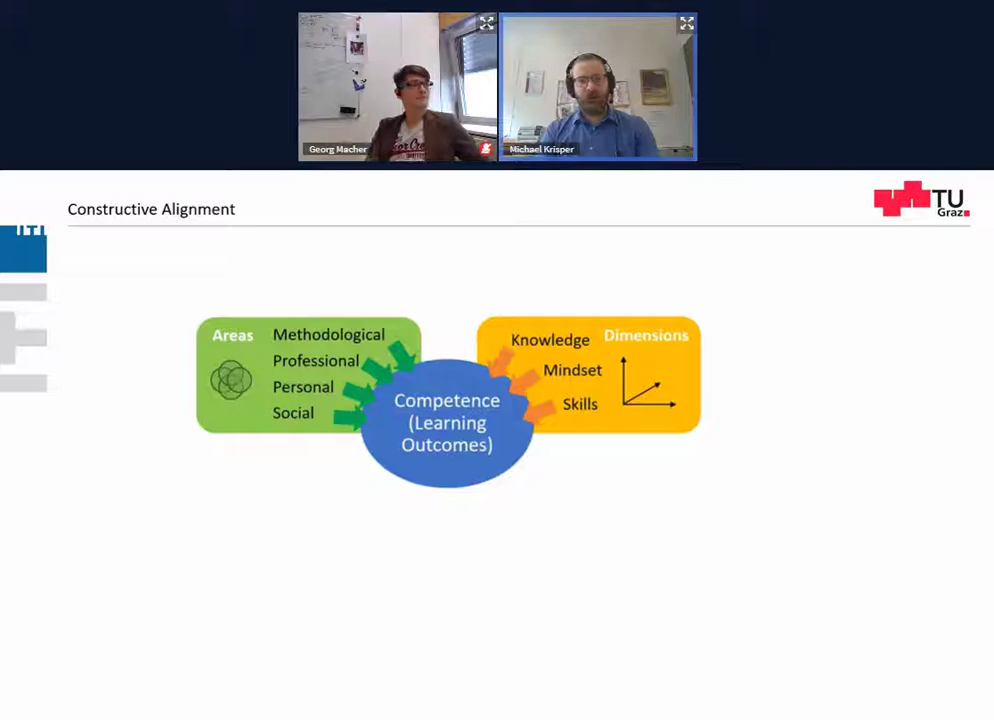 Georg Macher
Michael Krisper
Constructive Alignment
TU
Graz
Areas
Methodological
Professional
Personal
Social
Knowledge
Dimensions
Mindset
Skills
Competence
(Learning
Outcomes)